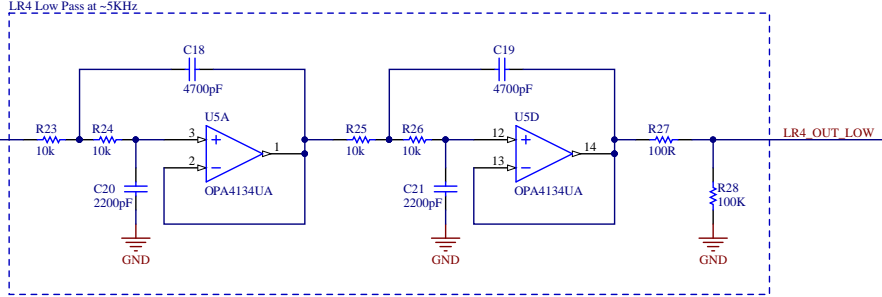 LR4 Low Pass at ~5KHz
C18
4700pF
C19
4700pF
R23
10k
R24
10k
U5A
3
2
1
OPA4134UA
C20
2200pF
GND
R25
10k
R26
10k
U5D
12
13
14
OPA4134UA
C21
2200pF
GND
R27
100R
LR4_OUT_LOW
R28
100K
GND